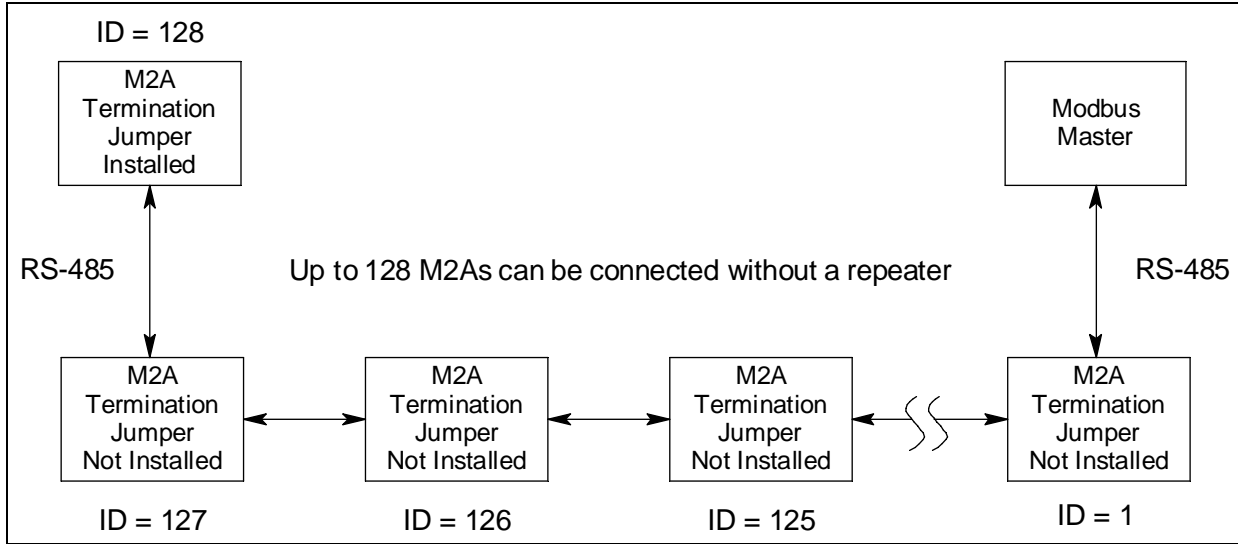 ID = 128
M2A
Termination
Jumper
Installed
Modbus
Master
RS-485
Up to 128 M2As can be connected without a repeater
RS-485
M2A
Termination
Jumper
Not Installed
M2A
Termination
Jumper
Not Installed
M2A
Termination
Jumper
Not Installed
M2A
Termination
Jumper
Not Installed
ID = 127
ID = 126
ID = 125
ID = 1